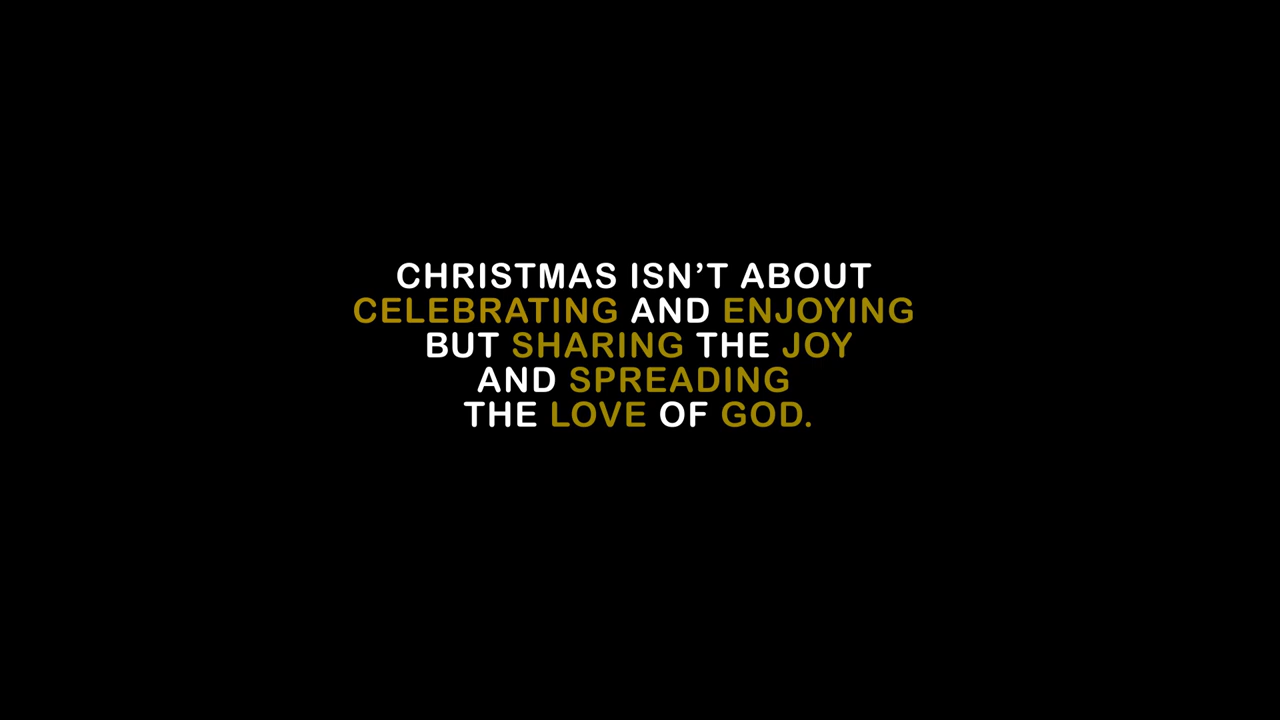 CHRISTMAS ISN’T ABOUT
CELEBRATING AND ENJOYING
BUT SHARING THE JOY
AND SPREADING
THE LOVE OF GOD.